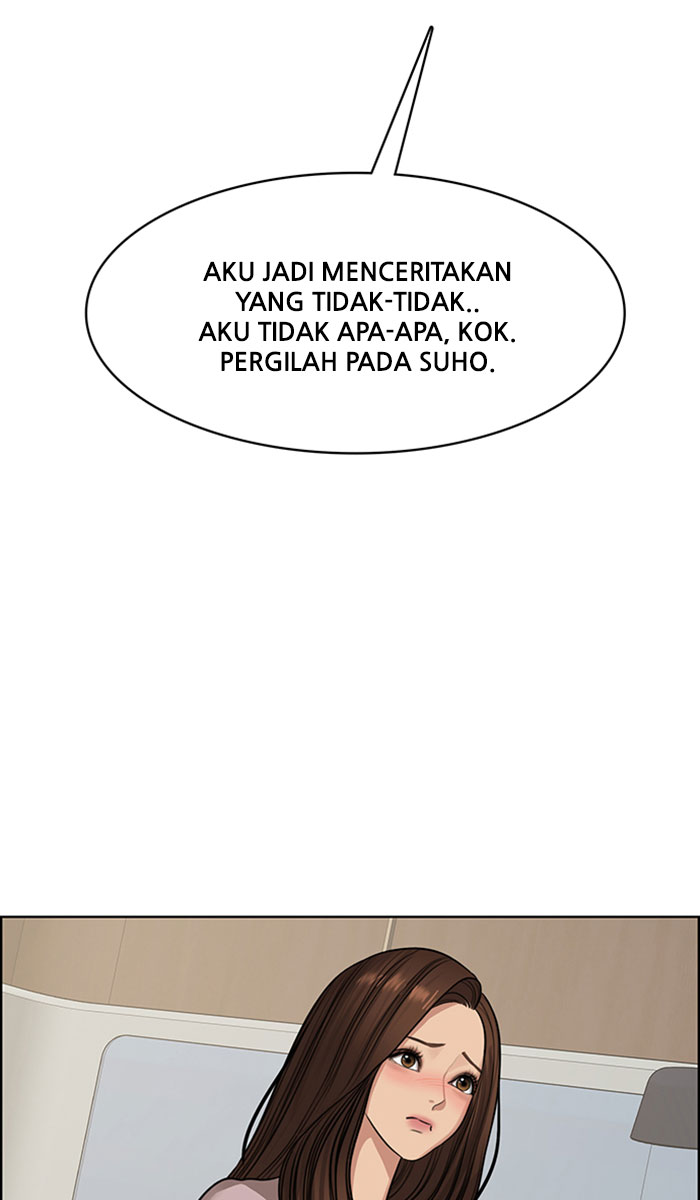 AKU JADI MENCERITAKAN
YANG TIDAK-TIDAK..
AKU TIDAK APA-APA, KOK.
PERGILAH PADA SUHO.